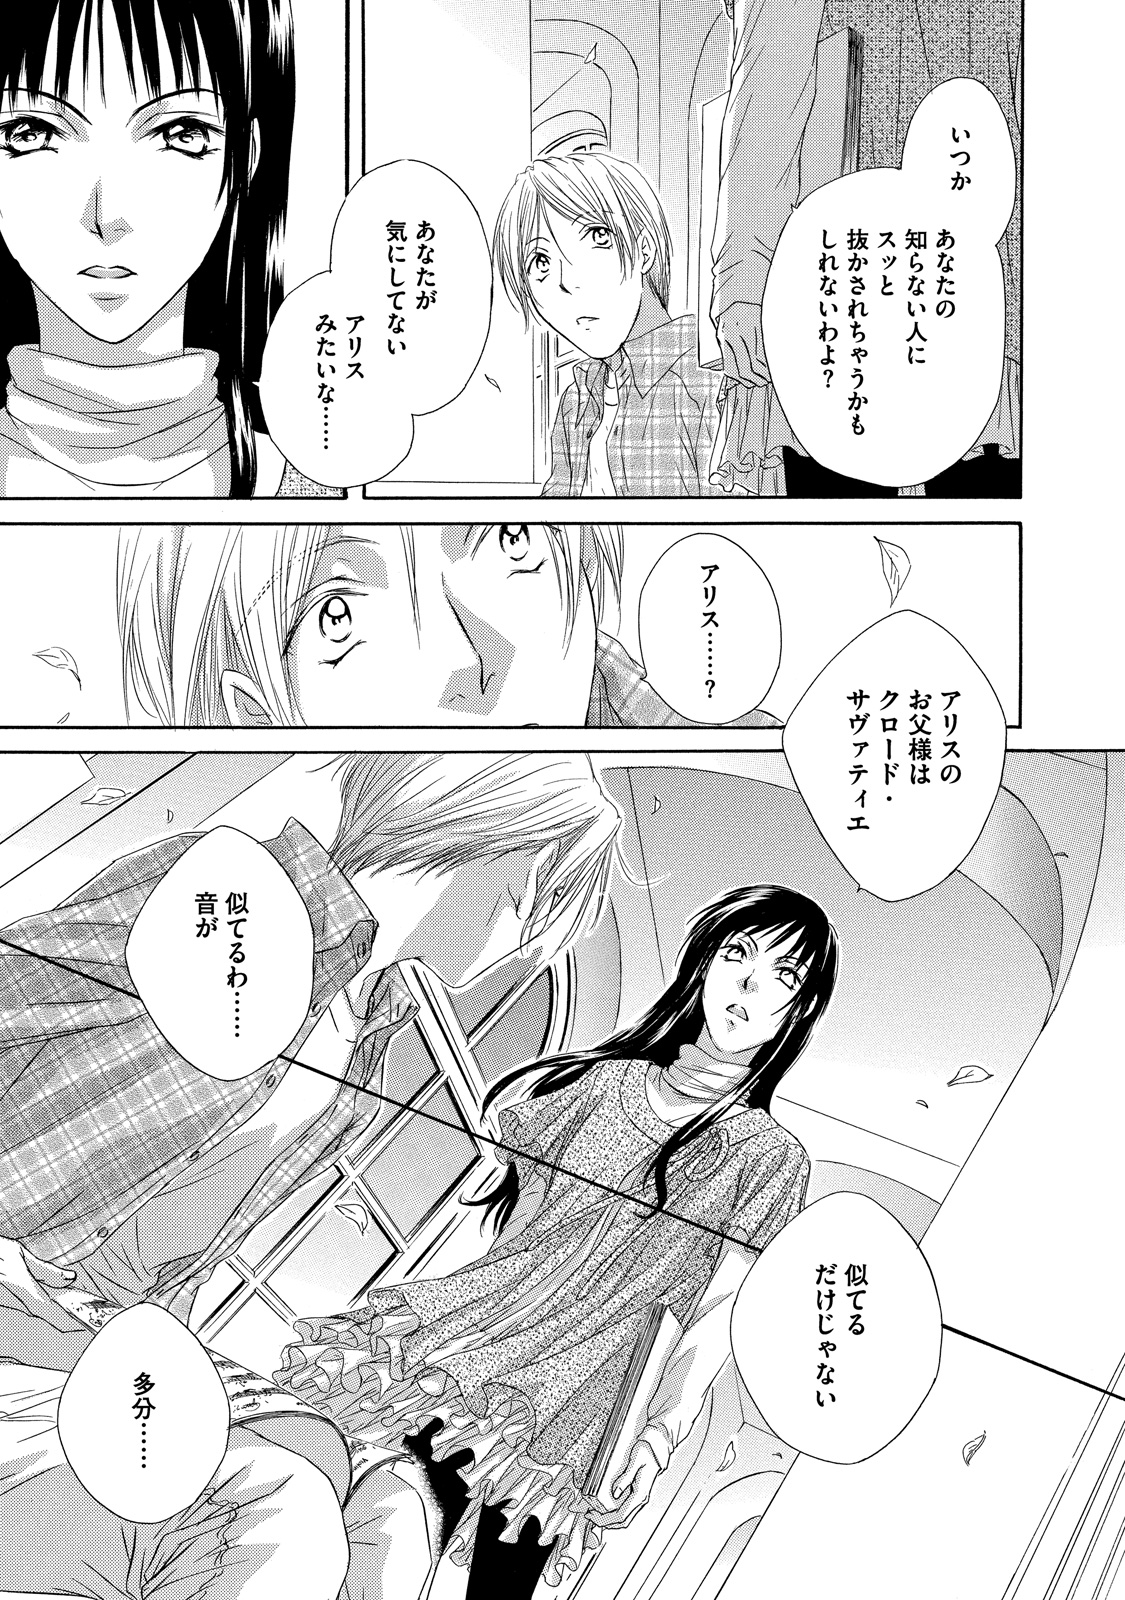 いつか
あなたの
知らない人に
スッと
抜かされちゃうかも
しれないわよ？
あなたが
気にしてない
アリス
みたいな……
アリス……？
アリスの
お父様は
クロード・
サヴァティエ
似てるわ……
音が
似てる
だけじゃない
多分……